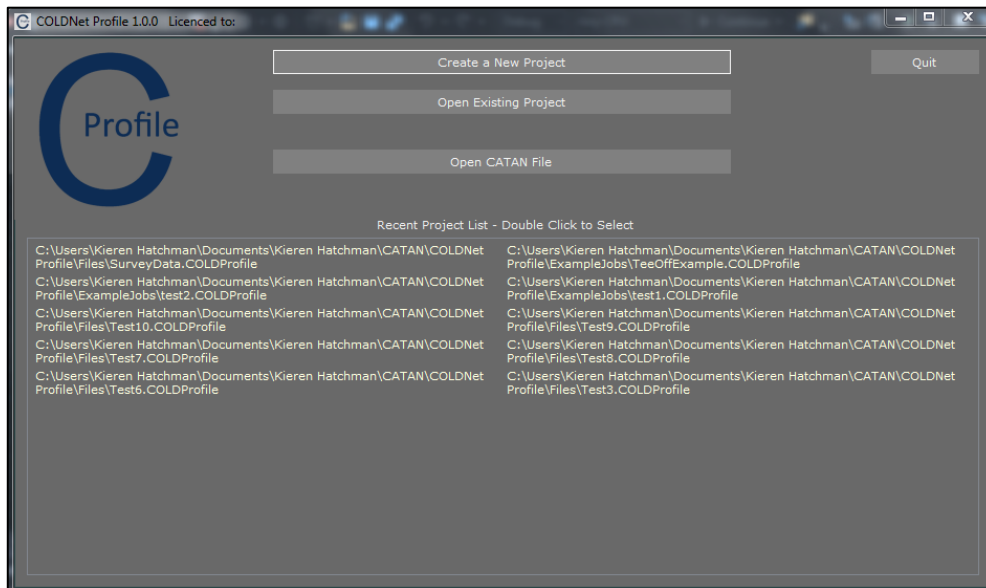 COLDNet Profile 1.0.0 Licenced to:
Create a New Project
Quit
C
Profile
Open Existing Project
Open CATAN File
Recent Project List - Double Click to Select
C:\Users\Kieren Hatchman\Documents\Kieren Hatchman\CATAN\COLDNet
Profile\Files\SurveyData.COLDProfile
C:\Users\Kieren Hatchman\Documents\Kieren Hatchman\CATAN\COLDNet
Profile\ExampleJobs\TeeOffExample.COLDProfile
C:\Users\Kieren Hatchman\Documents\Kieren Hatchman\CATAN\COLDNet
Profile\ExampleJobs\test2.COLDProfile
C:\Users\Kieren Hatchman\Documents\Kieren Hatchman\CATAN\COLDNet
Profile\ExampleJobs\test1.COLDProfile
C:\Users\Kieren Hatchman\Documents\Kieren Hatchman\CATAN\COLDNet
Profile\Files\Test10.COLDProfile
C:\Users\Kieren Hatchman\Documents\Kieren Hatchman\CATAN\COLDNet
Profile\Files\Test9.COLDProfile
C:\Users\Kieren Hatchman\Documents\Kieren Hatchman\CATAN\COLDNet
Profile\Files\Test7.COLDProfile
C:\Users\Kieren Hatchman\Documents\Kieren Hatchman\CATAN\COLDNet
Profile\Files\Test8.COLDProfile
C:\Users\Kieren Hatchman\Documents\Kieren Hatchman\CATAN\COLDNet
Profile\Files\Test6.COLDProfile
C:\Users\Kieren Hatchman\Documents\Kieren Hatchman\CATAN\COLDNet
Profile\Files\Test3.COLDProfile